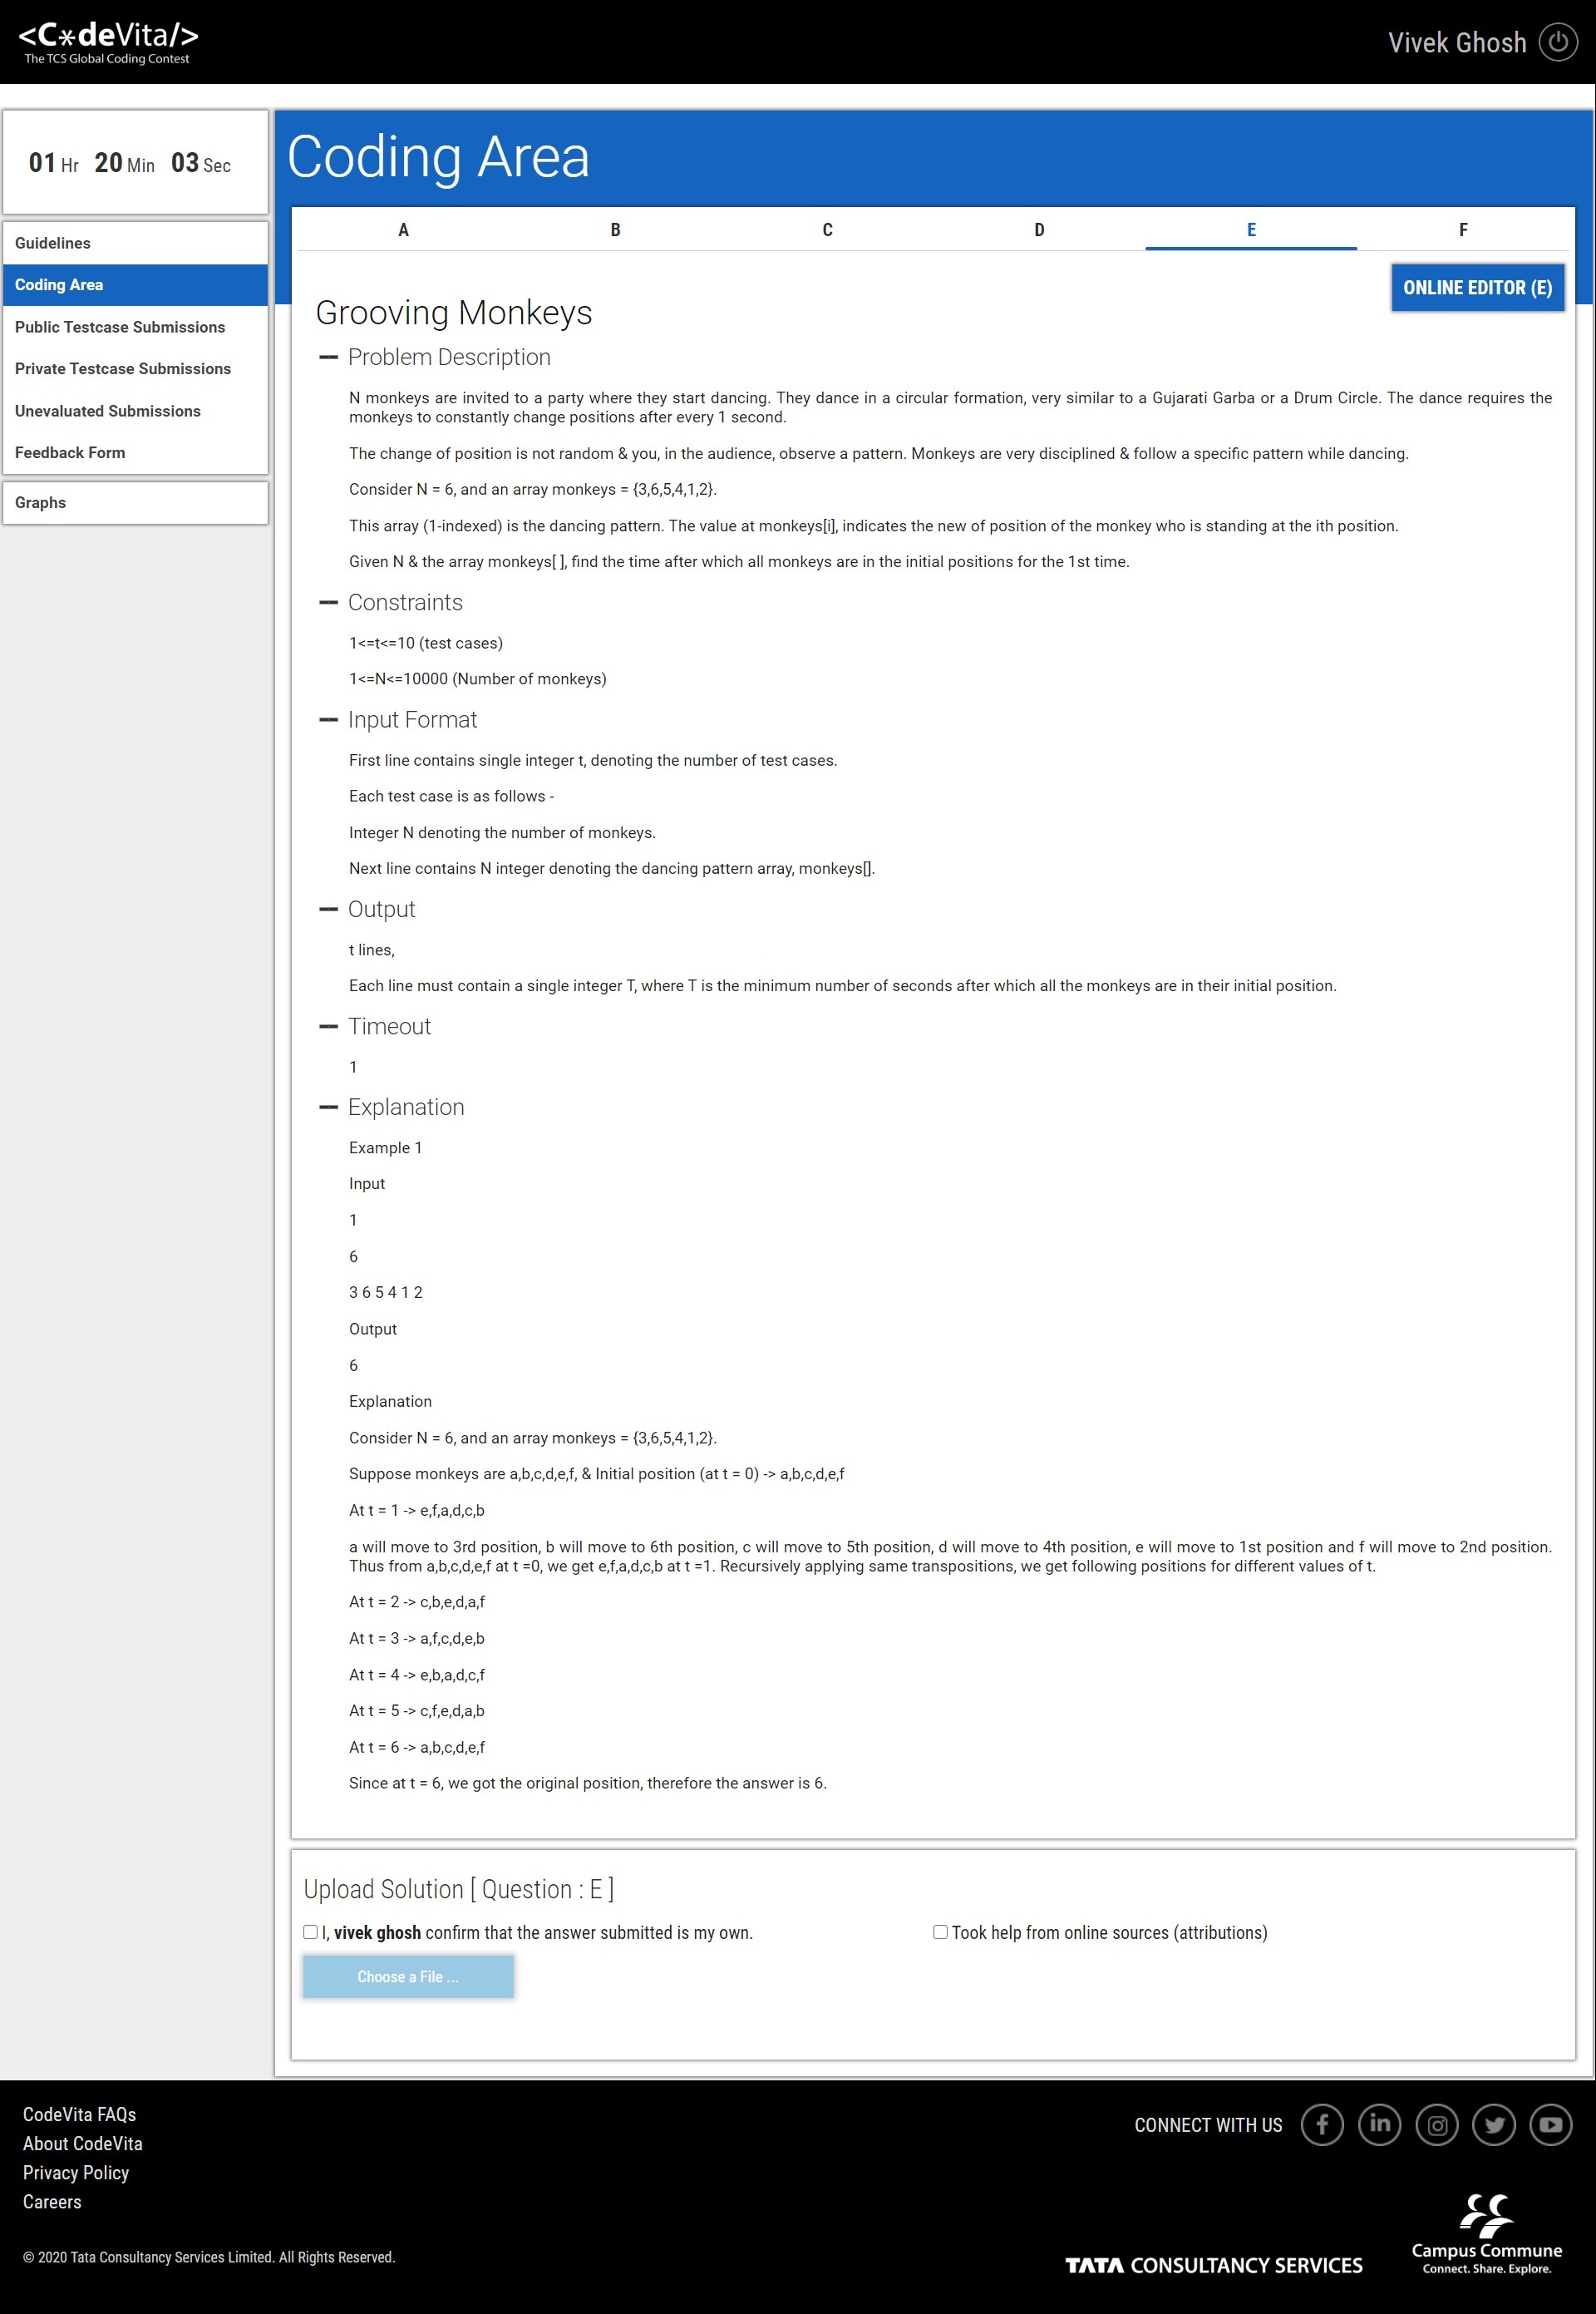 <C*deVita/>
The TCS Global Coding Contest
Vivek Ghosh
01 Hr 20 Min 03 Sec
Guidelines
Coding Area
Public Testcase Submissions
Private Testcase Submissions
Unevaluated Submissions
Feedback Form
Graphs
Coding Area
A B C D E F
ONLINE EDITOR (E)
Grooving Monkeys
Problem Description
N monkeys are invited to a party where they start dancing. They dance in a circular formation, very similar to a Gujarati Garba or a Drum Circle. The dance requires the
monkeys to constantly change positions after every 1 second.
The change of position is not random & you, in the audience, observe a pattern. Monkeys are very disciplined & follow a specific pattern while dancing.
Consider N = 6, and an array monkeys = {3,6,5,4,1,2}.
This array (1-indexed) is the dancing pattern. The value at monkeys[i], indicates the new of position of the monkey who is standing at the ith position.
Given N & the array monkeys[ ], find the time after which all monkeys are in the initial positions for the 1st time.
Constraints
1<=t<=10 (test cases)
1<=N<=10000 (Number of monkeys)
Input Format
First line contains single integer t, denoting the number of test cases.
Each test case is as follows -
Integer N denoting the number of monkeys.
Next line contains N integer denoting the dancing pattern array, monkeys[].
Output
t lines,
Each line must contain a single integer T, where T is the minimum number of seconds after which all the monkeys are in their initial position.
Timeout
1
Explanation
Example 1
Input
1
6
3 6 5 4 1 2
Output
6
Explanation
Consider N = 6, and an array monkeys = {3,6,5,4,1,2}.
Suppose monkeys are a,b,c,d,e,f, & Initial position (at t = 0) -> a,b,c,d,e,f
At t = 1 -> e,f,a,d,c,b
a will move to 3rd position, b will move to 6th position, c will move to 5th position, d will move to 4th position, e will move to 1st position and f will move to 2nd position.
Thus from a,b,c,d,e,f at t =0, we get e,f,a,d,c,b at t =1. Recursively applying same transpositions, we get following positions for different values of t.
At t = 2 -> c,b,e,d,a,f
At t = 3 -> a,f,c,d,e,b
At t = 4 -> e,b,a,d,c,f
At t = 5 -> c,f,e,d,a,b
At t = 6 -> a,b,c,d,e,f
Since at t = 6, we got the original position, therefore the answer is 6.
Upload Solution [ Question : E ]
I, vivek ghosh confirm that the answer submitted is my own.
Took help from online sources (attributions)
Choose a File ...
CodeVita FAQs
About CodeVita
Privacy Policy
Careers
© 2020 Tata Consultancy Services Limited. All Rights Reserved.
CONNECT WITH US
TATA CONSULTANCY SERVICES
Campus Commune
Connect. Share. Explore.